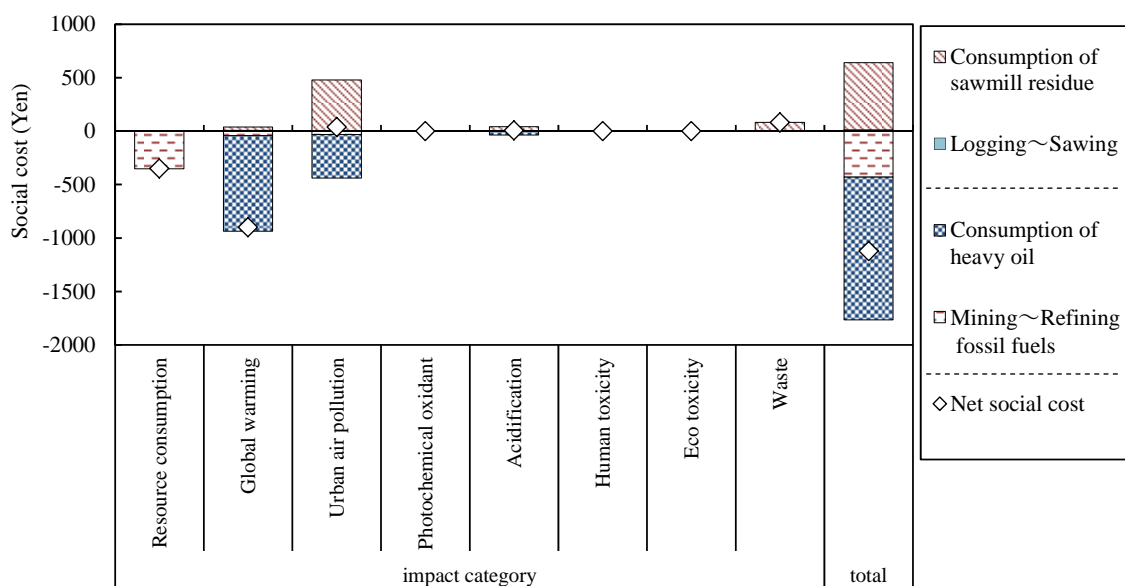 Social cost (Yen)
1000
500
0
-500
-1000
-1500
-2000
Resource consumption
Global warming
Urban air pollution
Photochemical oxidant
Acidification
Human toxicity
Eco toxicity
Waste
impact category
total
Consumption of
sawmill residue
Logging～Sawing
Consumption of
heavy oil
Mining～Refining
fossil fuels
Net social cost